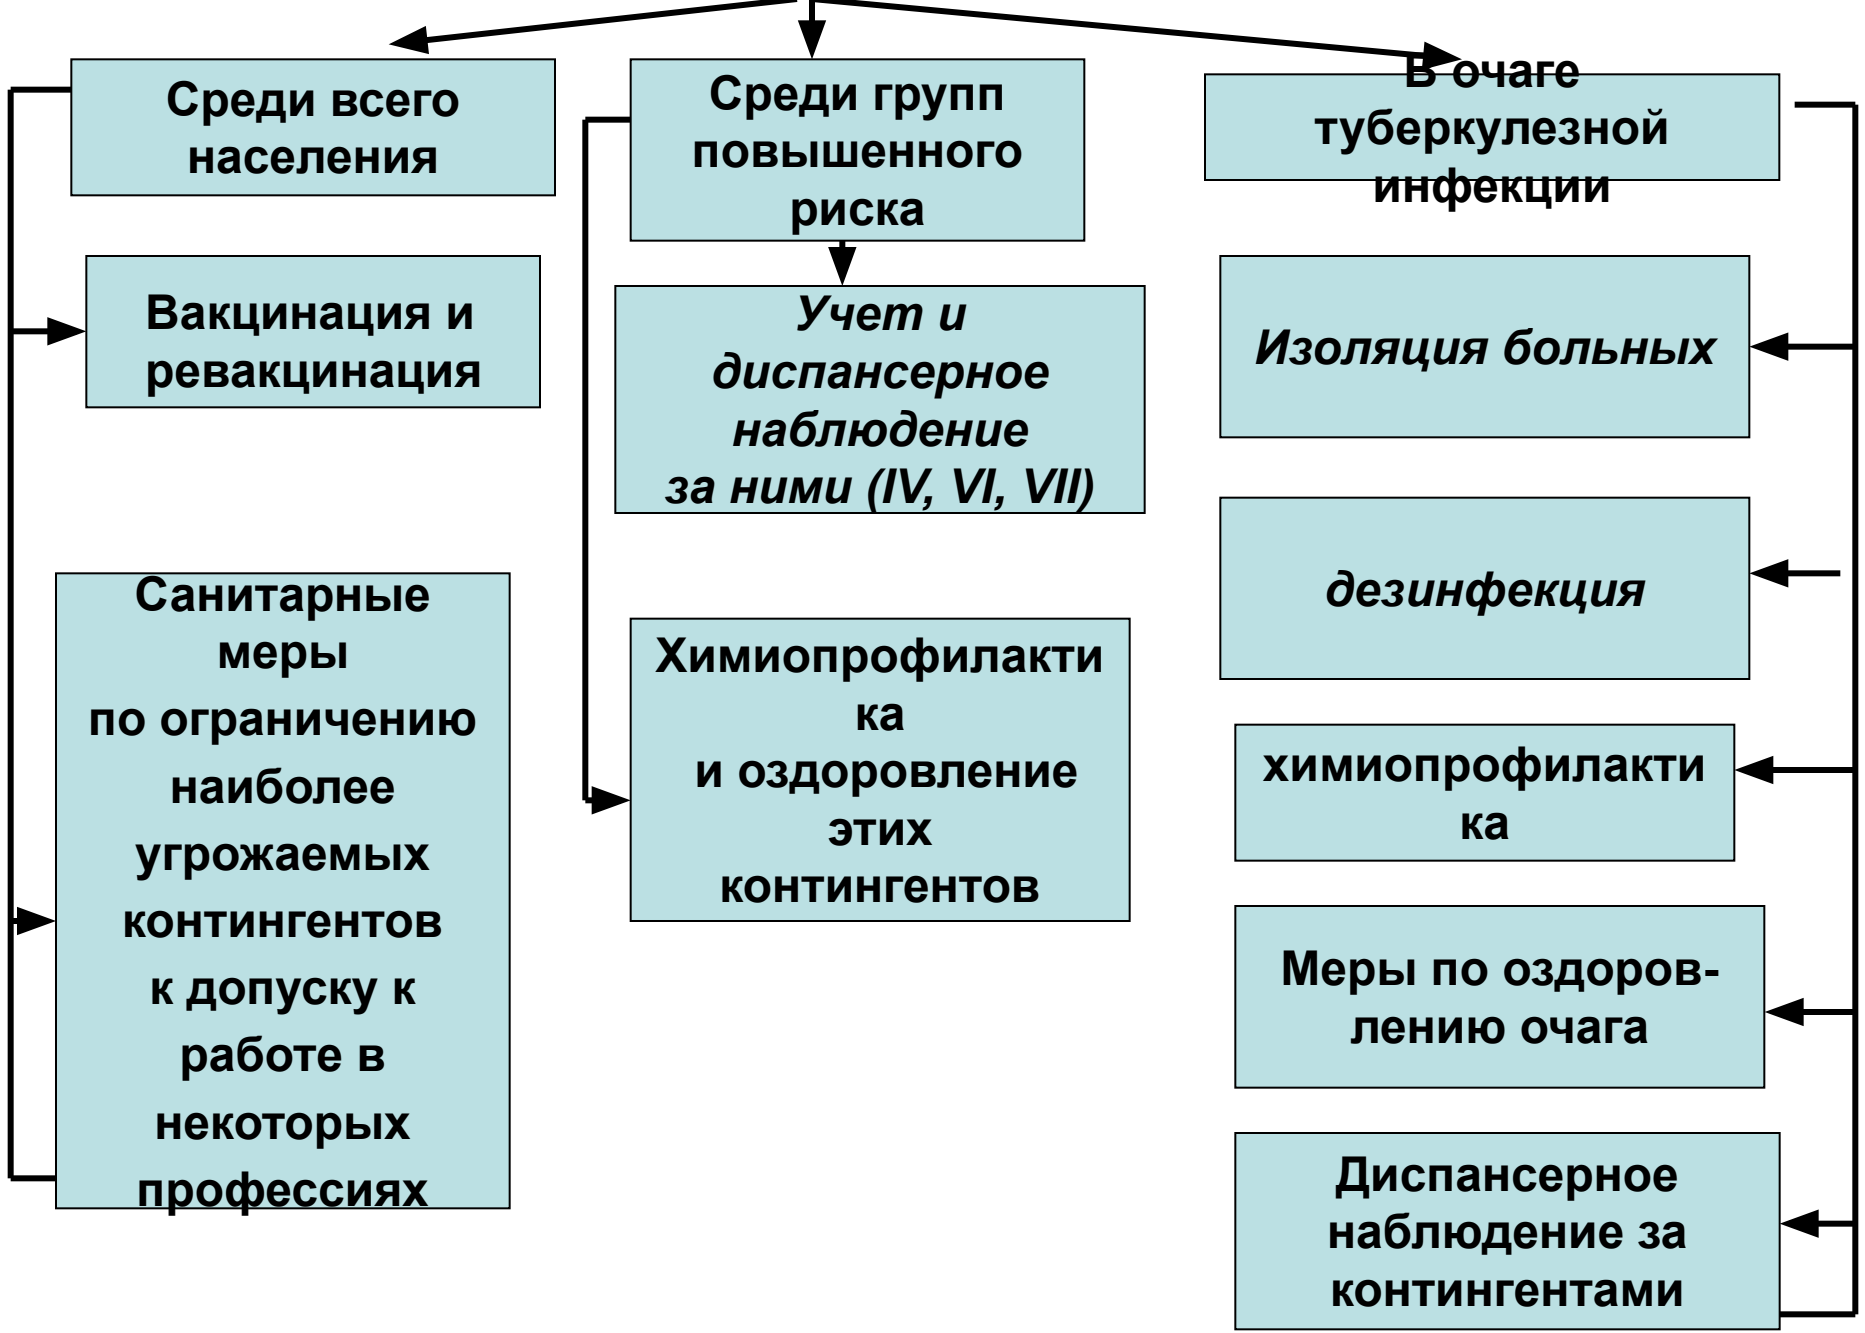 Среди всего
населения
Вакцинация и
ревакцинация
Санитарные
меры
по ограничению
наиболее
угрожаемых
контингентов
к допуску к
работе в
некоторых
профессиях
Среди групп
повышенного
риска
Учет и
диспансерное
наблюдение
за ними (IV, VI, VII)
Химиопрофилакти
ка
и оздоровление
этих
контингентов
В очаге
туберкулезной
инфекции
Изоляция больных
дезинфекция
химиопрофилакти
ка
Меры по оздоров-
лению очага
Диспансерное
наблюдение за
контингентами